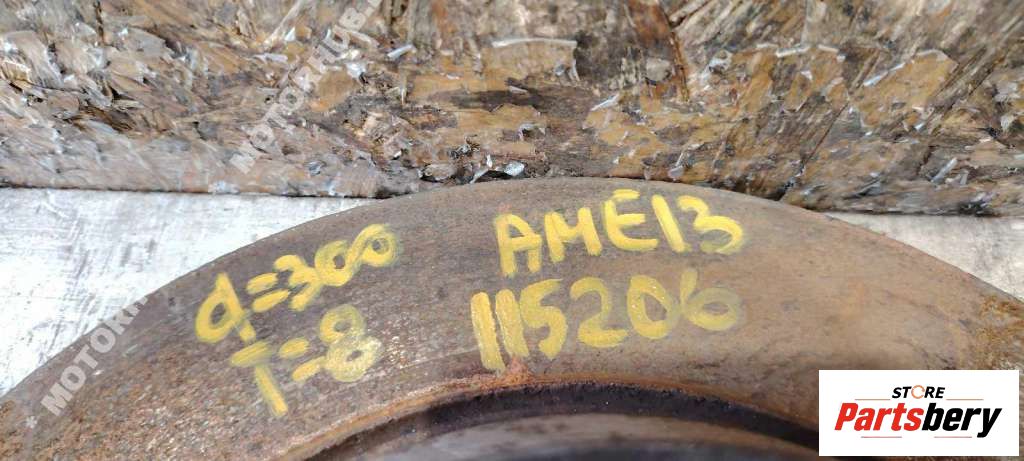 d=300
T=8
AME13
115206
STORE
Partsbery